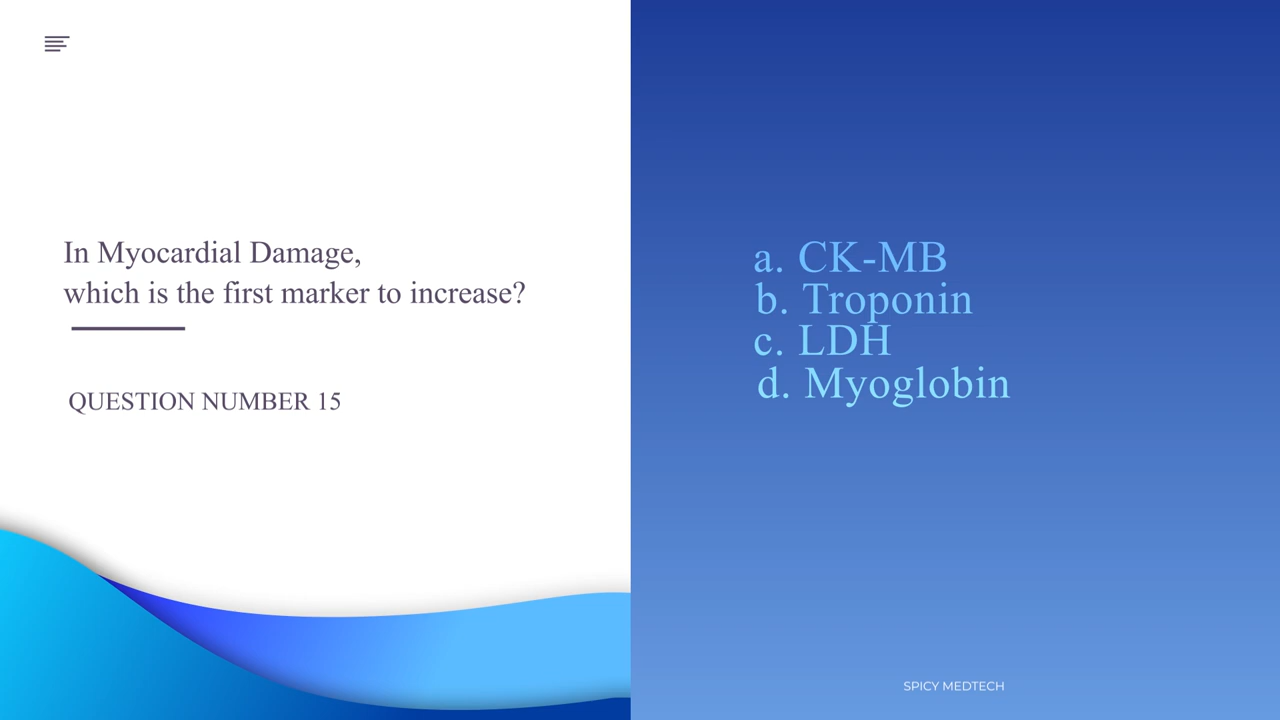 In Myocardial Damage,
which is the first marker to increase?
QUESTION NUMBER 15
a. CK-MB
b. Troponin
c. LDH
d. Myoglobin
SPICY MEDTECH